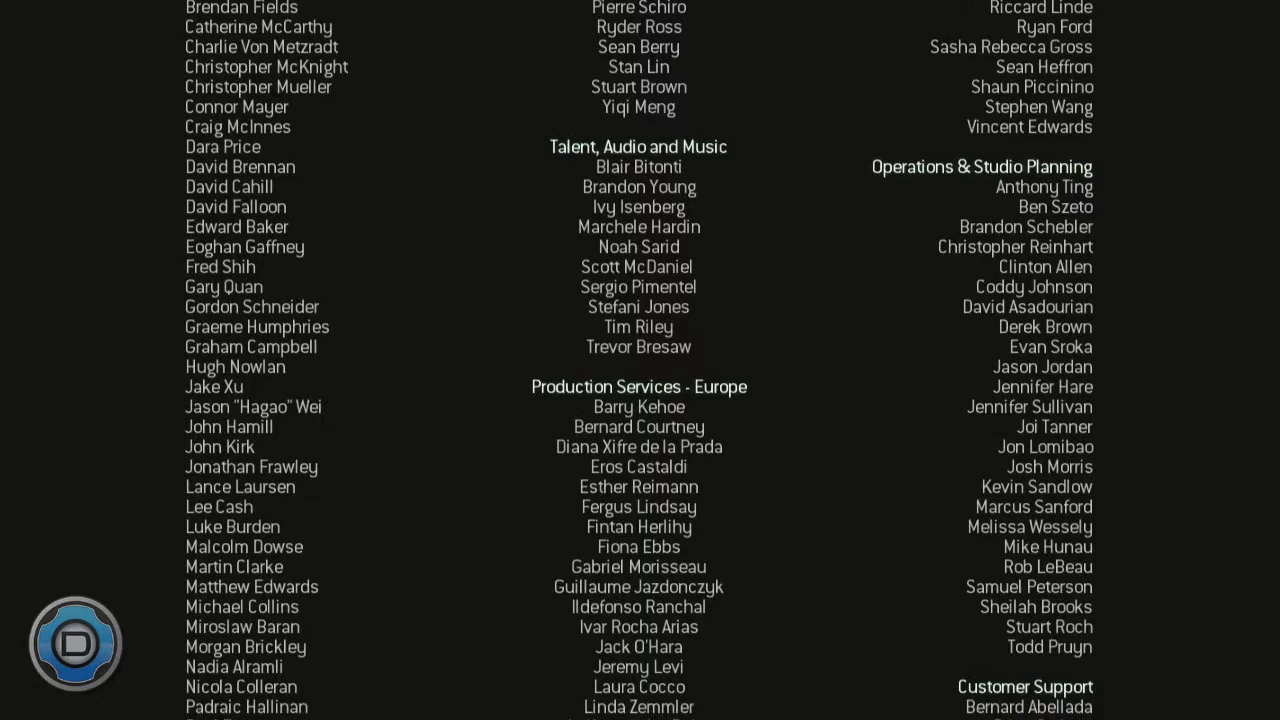 Brendan Fields
Catherine McCarthy
Charlie Von Metzradt
Christopher McKnight
Christopher Mueller
Connor Mayer
Craig McInnes
Dara Price
David Brennan
David Cahill
David Falloon
Edward Baker
Eoghan Gaffney
Fred Shih
Gary Quan
Gordon Schneider
Graeme Humphries
Graham Campbell
Hugh Nowlan
Jake Xu
Jason "Hagao" Wei
John Hamill
John Kirk
Jonathan Frawley
Lance Laursen
Lee Cash
Luke Burden
Malcolm Dowse
Martin Clarke
Matthew Edwards
Michael Collins
Miroslaw Baran
Morgan Brickley
Nadia Alramli
Nicola Colleran
Padraic Hallinan
Pierre Schiro
Ryder Ross
Sean Berry
Stan Lin
Stuart Brown
Yiqi Meng
Talent, Audio and Music
Blair Bitonti
Brandon Young
Ivy Isenberg
Marchele Hardin
Noah Sarid
Scott McDaniel
Sergio Pimentel
Stefani Jones
Tim Riley
Trevor Bresaw
Production Services - Europe
Barry Kehoe
Bernard Courtney
Diana Xifre de la Prada
Eros Castaldi
Esther Reimann
Fergus Lindsay
Fintan Herlihy
Fiona Ebbs
Gabriel Morisseau
Guillaume Jazdonczyk
Ildefonso Ranchal
Ivar Rocha Arias
Jack O'Hara
Jeremy Levi
Laura Cocco
Linda Zemmler
Riccard Linde
Ryan Ford
Sasha Rebecca Gross
Sean Heffron
Shaun Piccinino
Stephen Wang
Vincent Edwards
Operations & Studio Planning
Anthony Ting
Ben Szeto
Brandon Schebler
Christopher Reinhart
Clinton Allen
Coddy Johnson
David Asadourian
Derek Brown
Evan Sroka
Jason Jordan
Jennifer Hare
Jennifer Sullivan
Joi Tanner
Jon Lomibao
Josh Morris
Kevin Sandlow
Marcus Sanford
Melissa Wessely
Mike Hunau
Rob LeBeau
Samuel Peterson
Sheilah Brooks
Stuart Roch
Todd Pruyn
Customer Support
Bernard Abellada
D